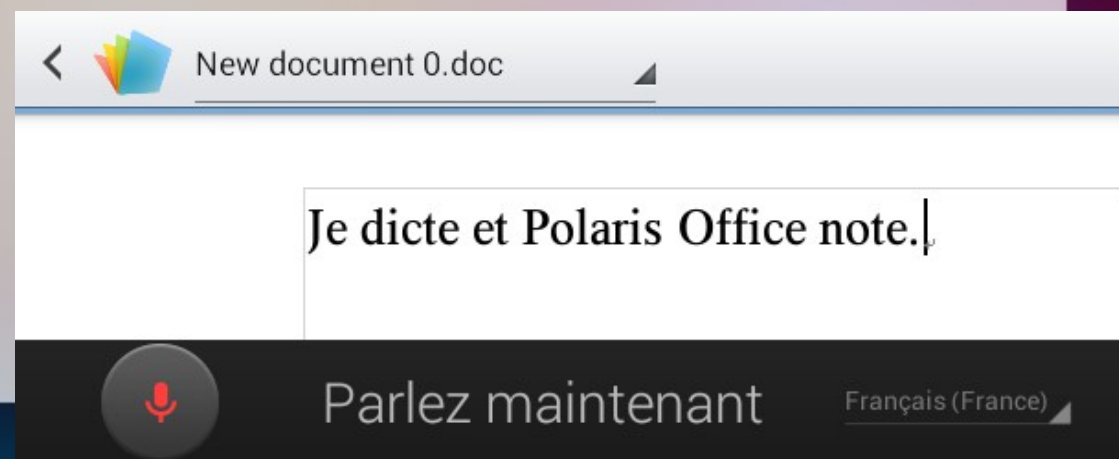 New document 0.doc
Je dicte et Polaris Office note.
Parlez maintenant
Français (France)